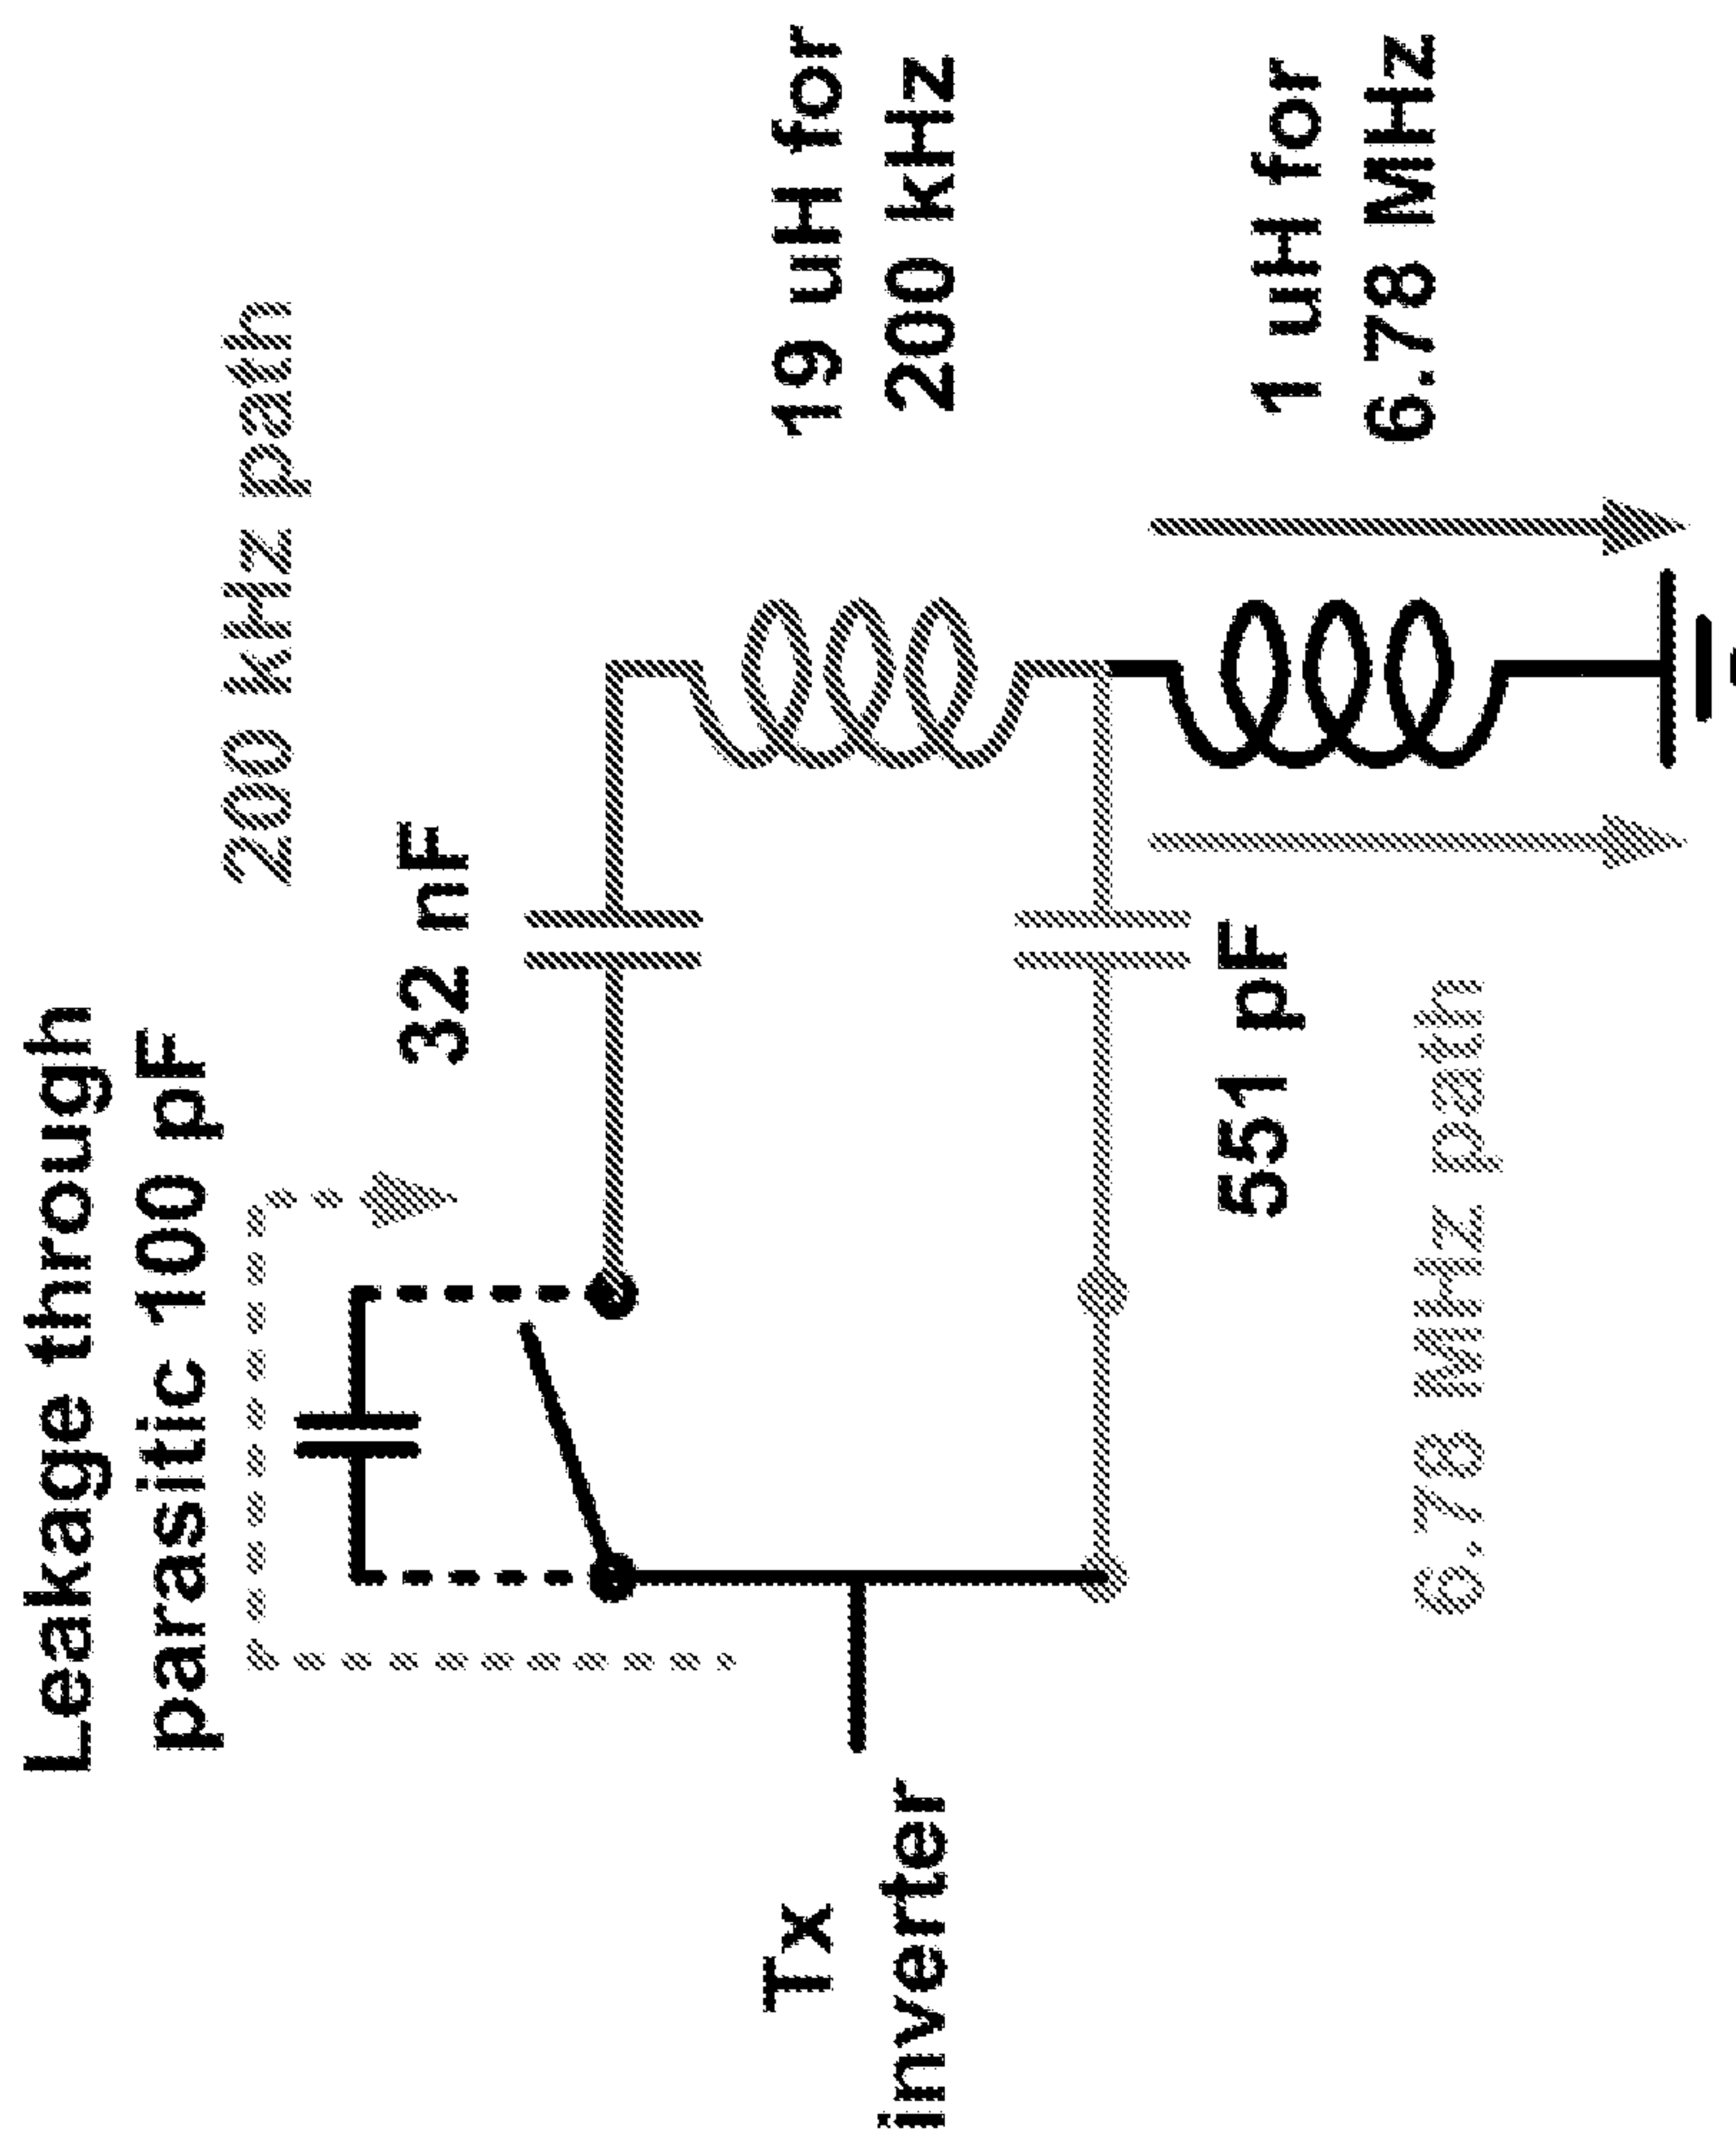 Leakage through
parasitic 100 pF
200 kHz path
32 nF
19 uH for
200 kHz
Tx
inverter
551 pF
1 uH for
6.78 MHz
6.78 MHz path